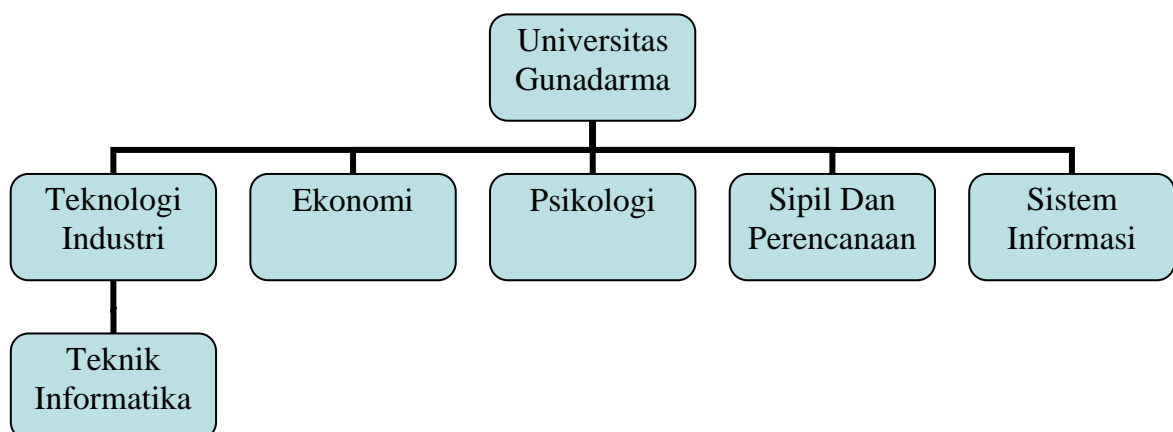 Universitas
Gunadarma
Teknologi
Industri
Ekonomi
Psikologi
Sipil Dan
Perencanaan
Sistem
Informasi
Teknik
Informatika